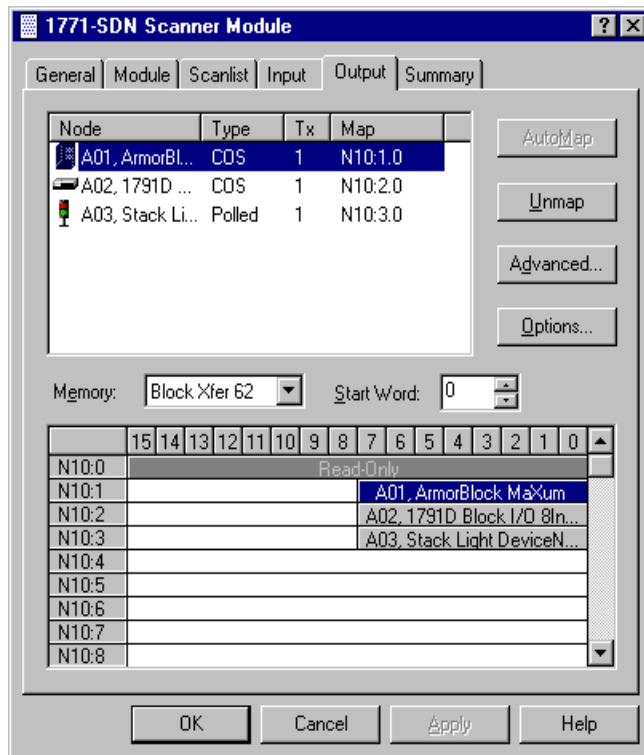 1771-SDN Scanner Module
General Module Scanlist Input Output Summary
Node Type Tx Map
A01, ArmorBl... COS 1 N10:1.0
A02, 1791D ... COS 1 N10:2.0
A03, Stack Li... Polled 1 N10:3.0
AutoMap
Unmap
Advanced...
Options...
Memory: Block Xfer 62 Start Word: 0
15 14 13 12 11 10 9 8 7 6 5 4 3 2 1 0
N10:0 Read-Only
N10:1 A01, ArmorBlock MaXum
N10:2 A02, 1791D Block I/O 8In...
N10:3 A03, Stack Light DeviceN...
N10:4
N10:5
N10:6
N10:7
N10:8
OK Cancel Apply Help